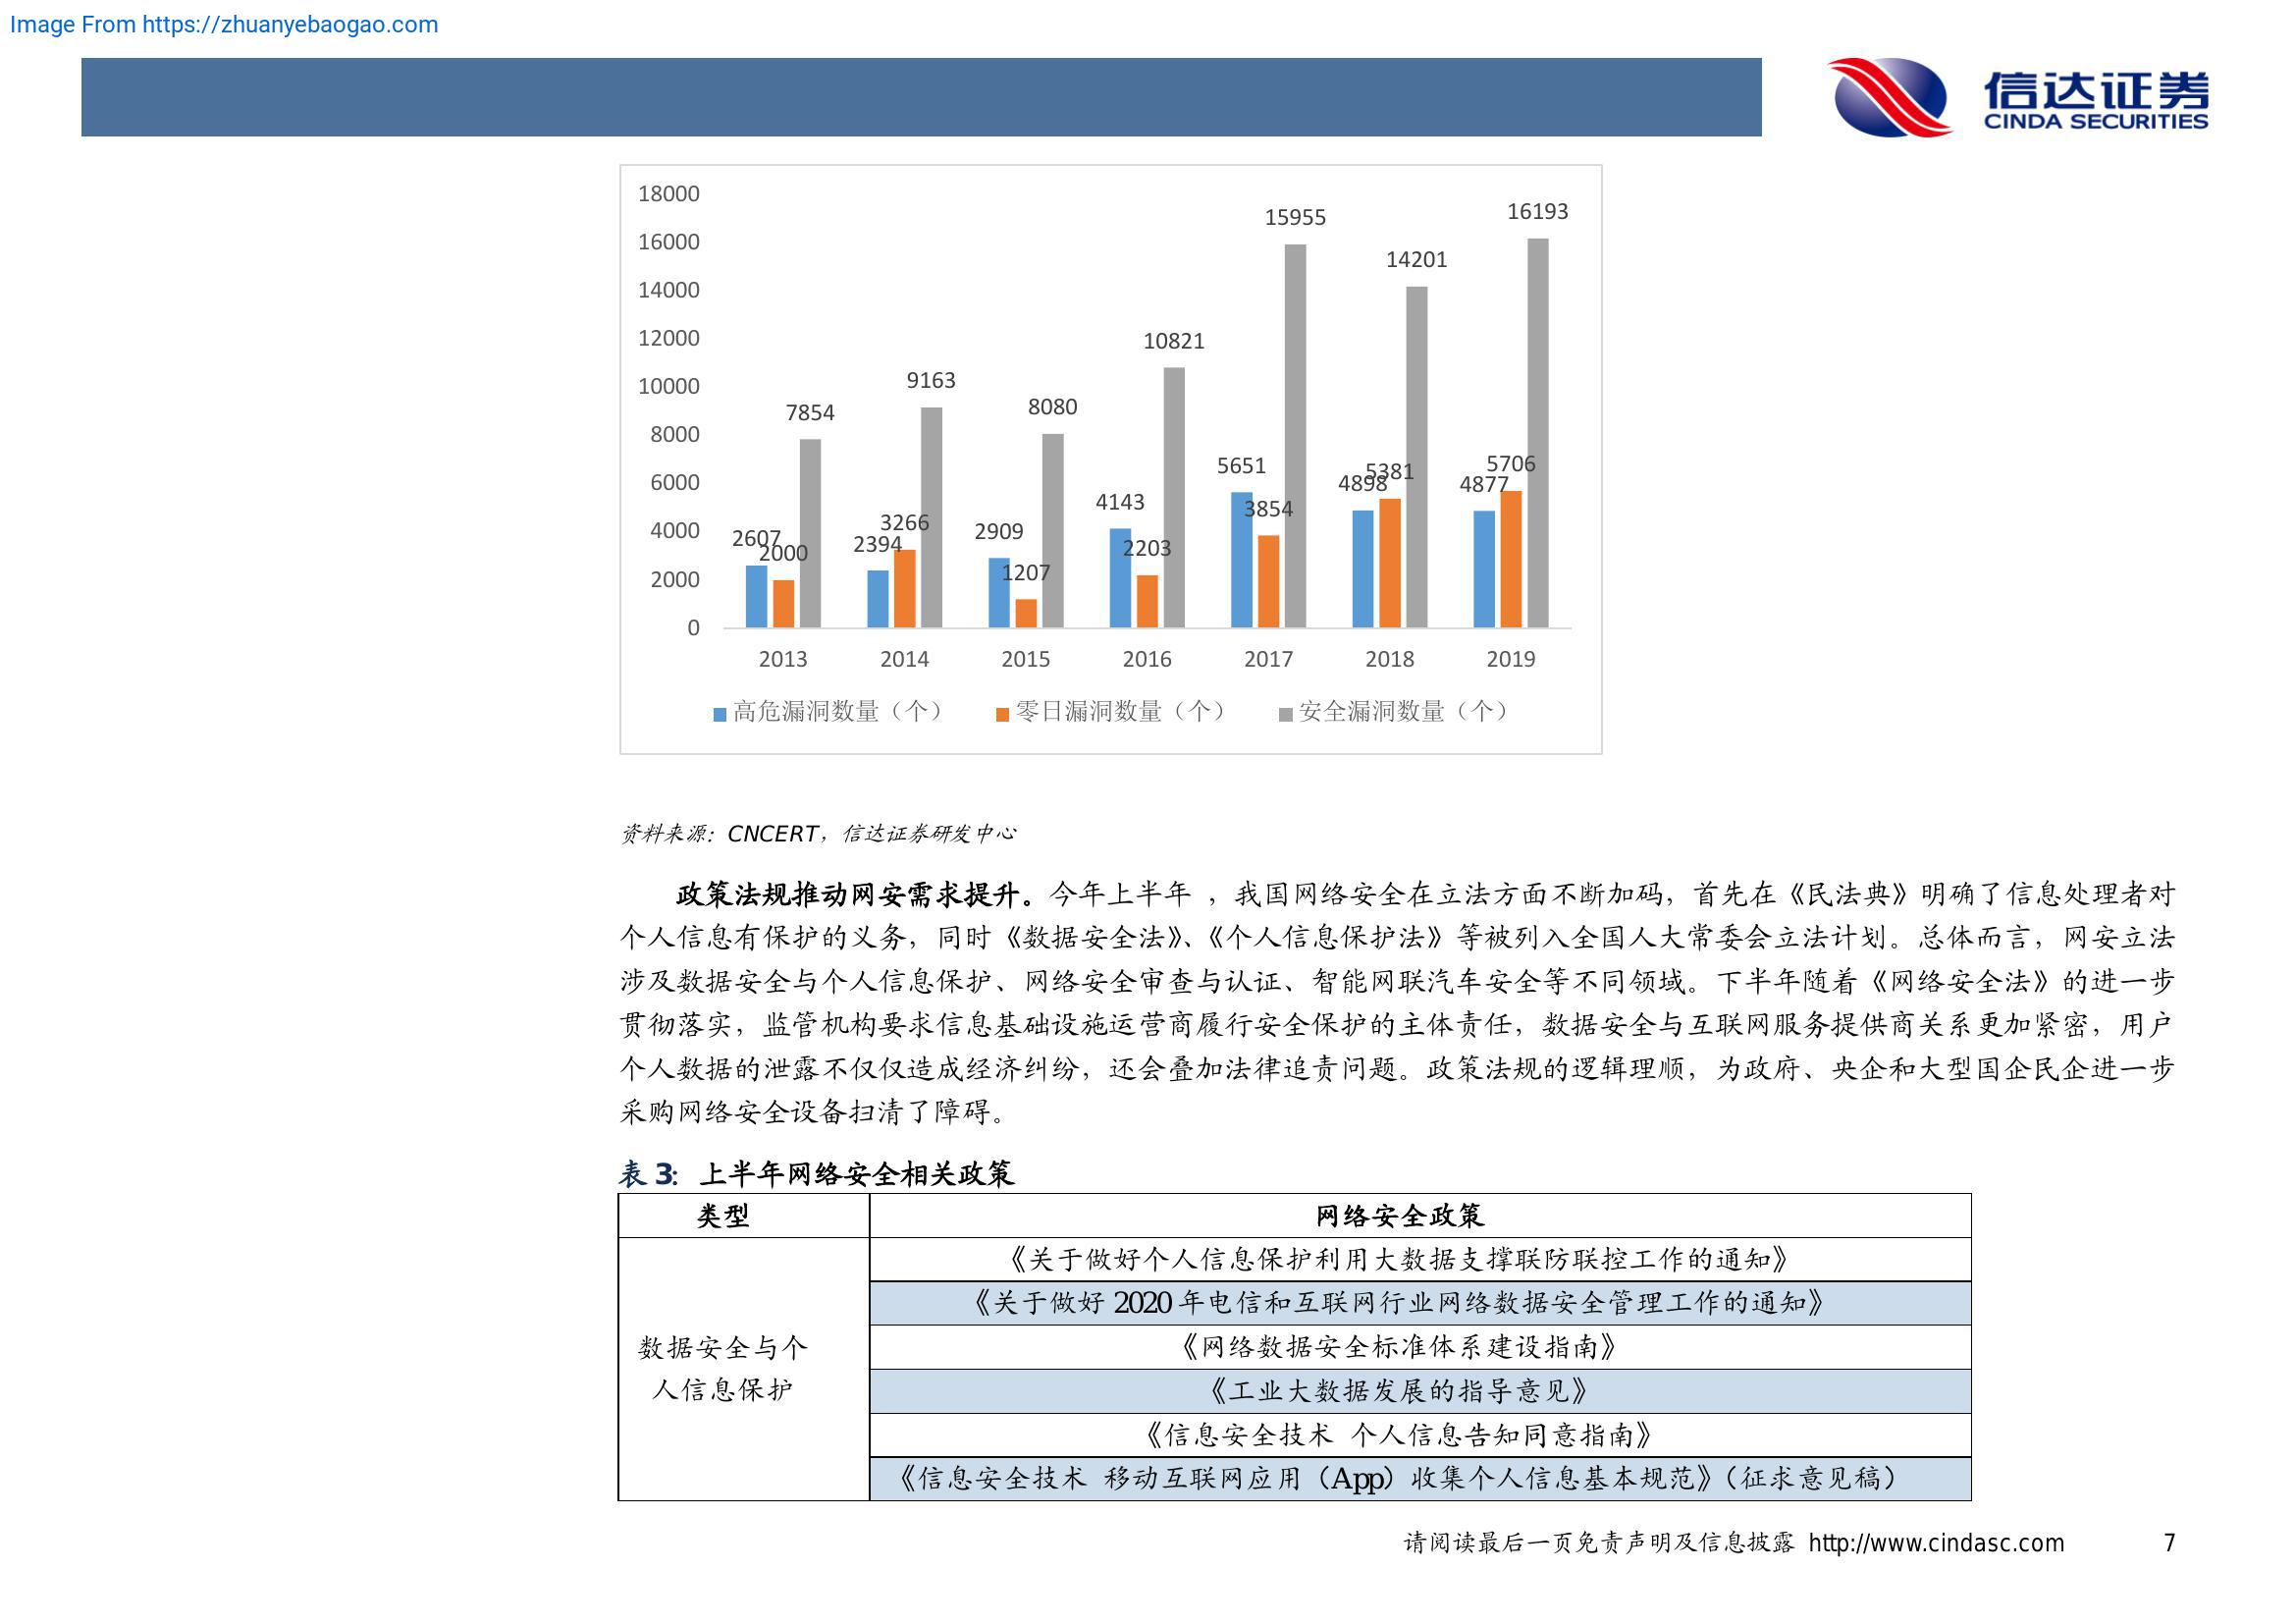 Image From https://zhuanyebaogao.com
信达证券
CINDA SECURITIES
18000
16000
14000
12000
10000
8000
6000
4000
2000
0
2607
2000
7854
2394
3266
9163
2909
1207
8080
4143
2203
10821
5651
3854
15955
4898
5381
14201
4877
5706
16193
2013 2014 2015 2016 2017 2018 2019
高危漏洞数量（个） 零日漏洞数量（个） 安全漏洞数量（个）
资料来源：CNCERT，信达证券研发中心
政策法规推动网安需求提升。今年上半年 ，我国网络安全在立法方面不断加码，首先在《民法典》明确了信息处理者对
个人信息有保护的义务，同时《数据安全法》、《个人信息保护法》等被列入全国人大常委会立法计划。总体而言，网安立法
涉及数据安全与个人信息保护、网络安全审查与认证、智能网联汽车安全等不同领域。下半年随着《网络安全法》的进一步
贯彻落实，监管机构要求信息基础设施运营商履行安全保护的主体责任，数据安全与互联网服务提供商关系更加紧密，用户
个人数据的泄露不仅仅造成经济纠纷，还会叠加法律追责问题。政策法规的逻辑理顺，为政府、央企和大型国企民企进一步
采购网络安全设备扫清了障碍。
表 3：上半年网络安全相关政策
类型 网络安全政策
数据安全与个
人信息保护
《关于做好个人信息保护利用大数据支撑联防联控工作的通知》
《关于做好 2020 年电信和互联网行业网络数据安全管理工作的通知》
《网络数据安全标准体系建设指南》
《工业大数据发展的指导意见》
《信息安全技术 个人信息告知同意指南》
《信息安全技术 移动互联网应用（App）收集个人信息基本规范》（征求意见稿）
请阅读最后一页免责声明及信息披露 http://www.cindasc.com 7